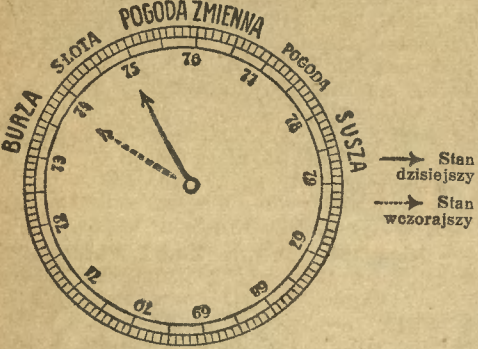 POGODA ZMIENNA
SŁOTA
POGODA
BURZA
SUSZA
76
75
77
74
78
73
79
72
67
71
68
70
69
Stan
dzisiejszy
Stan
wczorajszy